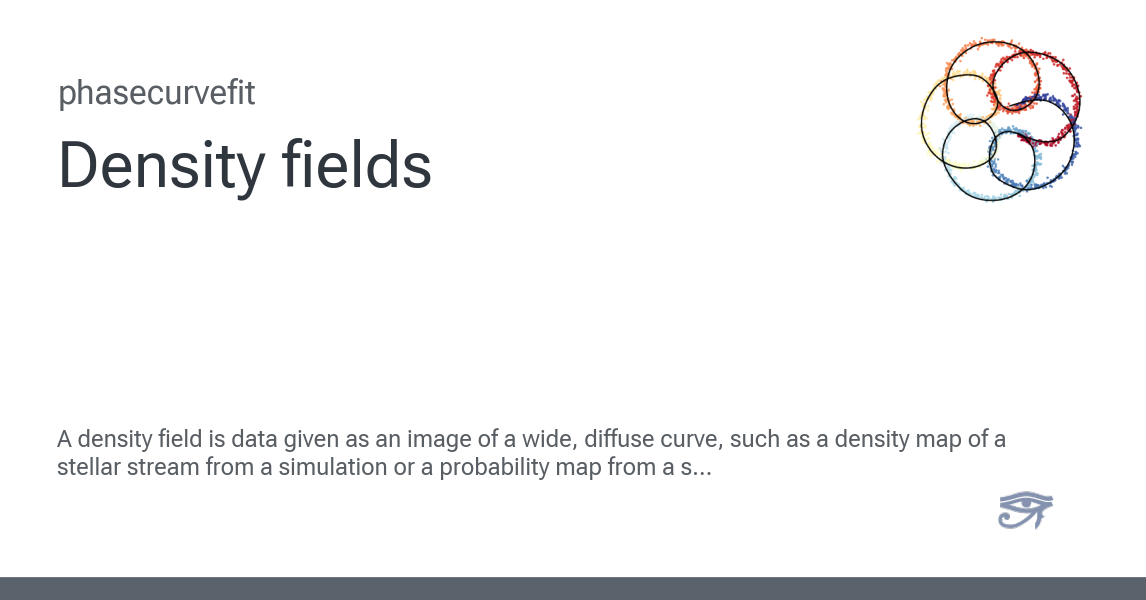 phasecurvefit
Density fields
A density field is data given as an image of a wide, diffuse curve, such as a density map of a
stellar stream from a simulation or a probability map from a s...